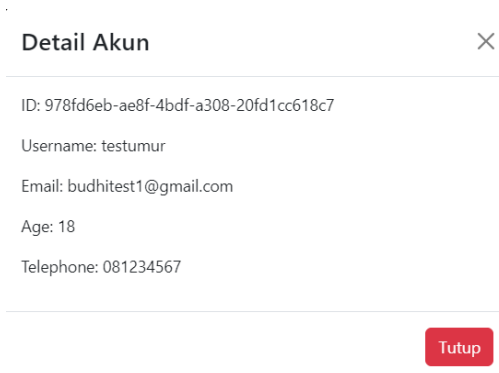 Detail Akun
ID: 978fd6eb-ae8f-4bdf-a308-20fd1cc618c7
Username: testumur
Email: budhitest1@gmail.com
Age: 18
Telephone: 081234567
Tutup